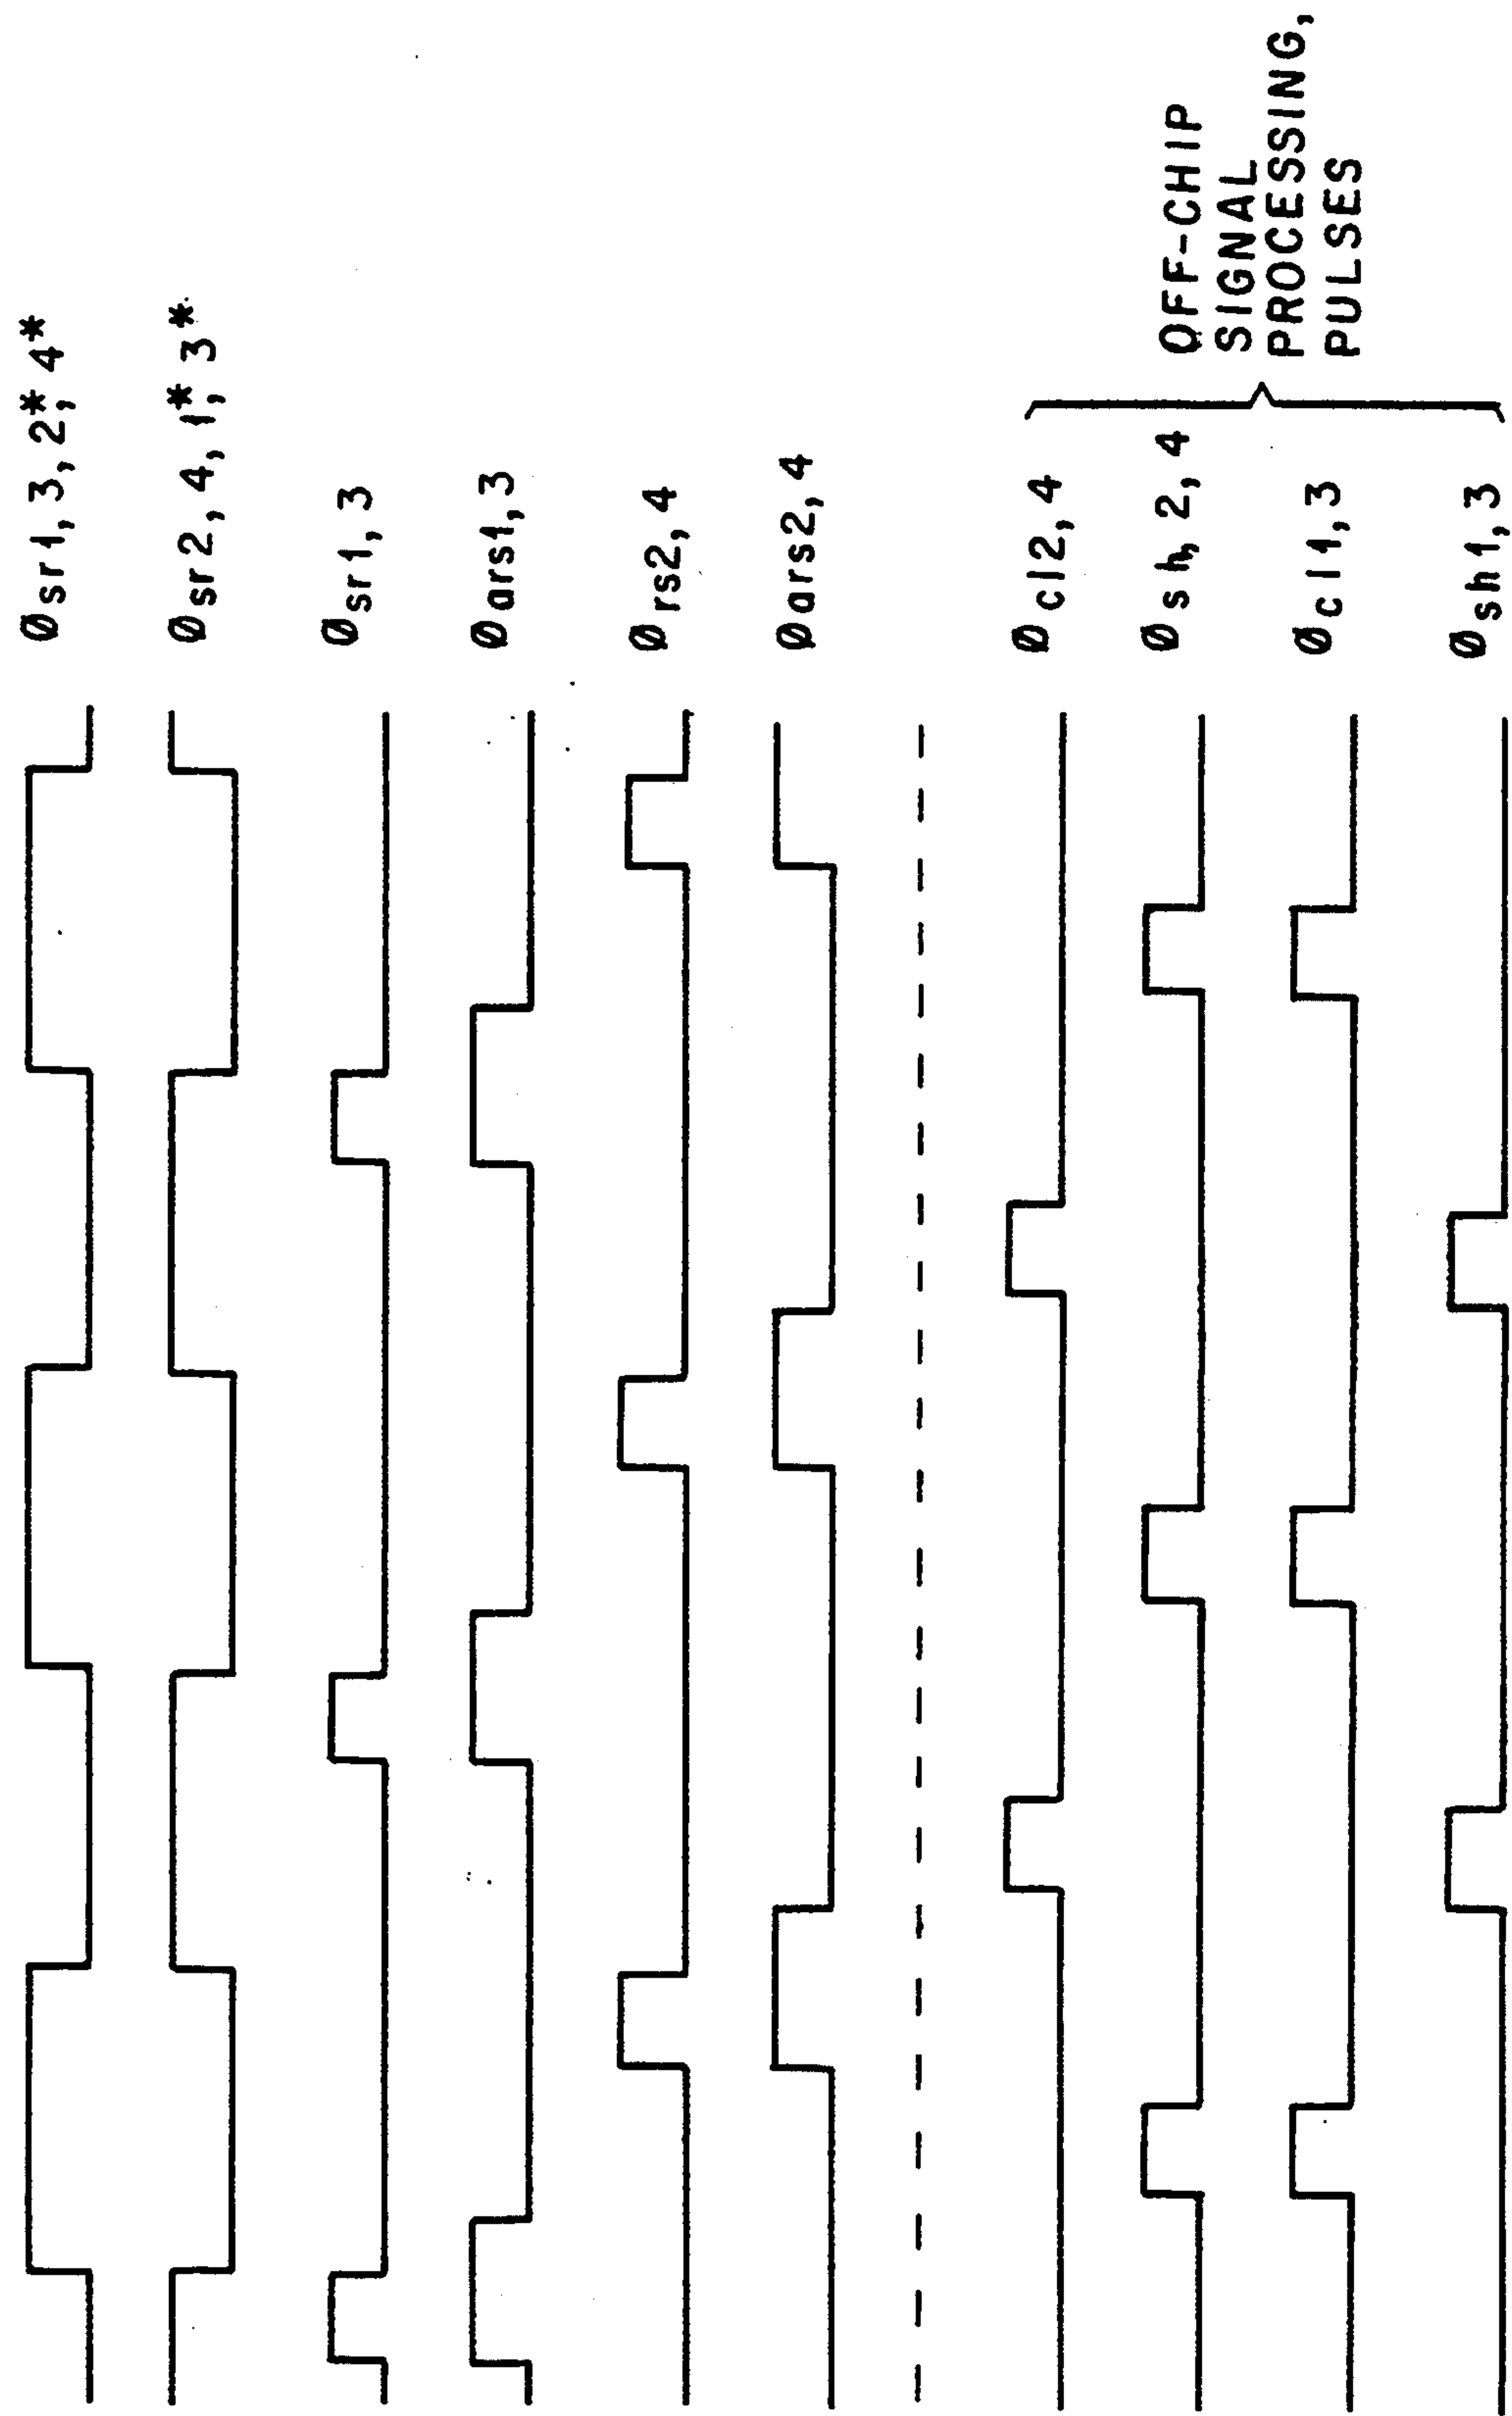 Øsr1, 3, 2*, 4*
Øsr2, 4, 1*, 3*
Øsr1, 3
Øars1, 3
Ørs2, 4
Øars2, 4
Øcl2, 4
Øsh, 2, 4
Øcl1, 3
Øsh1, 3
OFF-CHIP
SIGNAL
PROCESSING,
PULSES